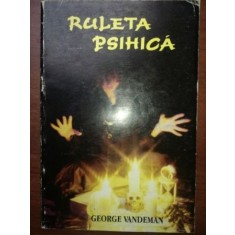 RULETA
PSIHICĂ
GEORGE VANDEMAN